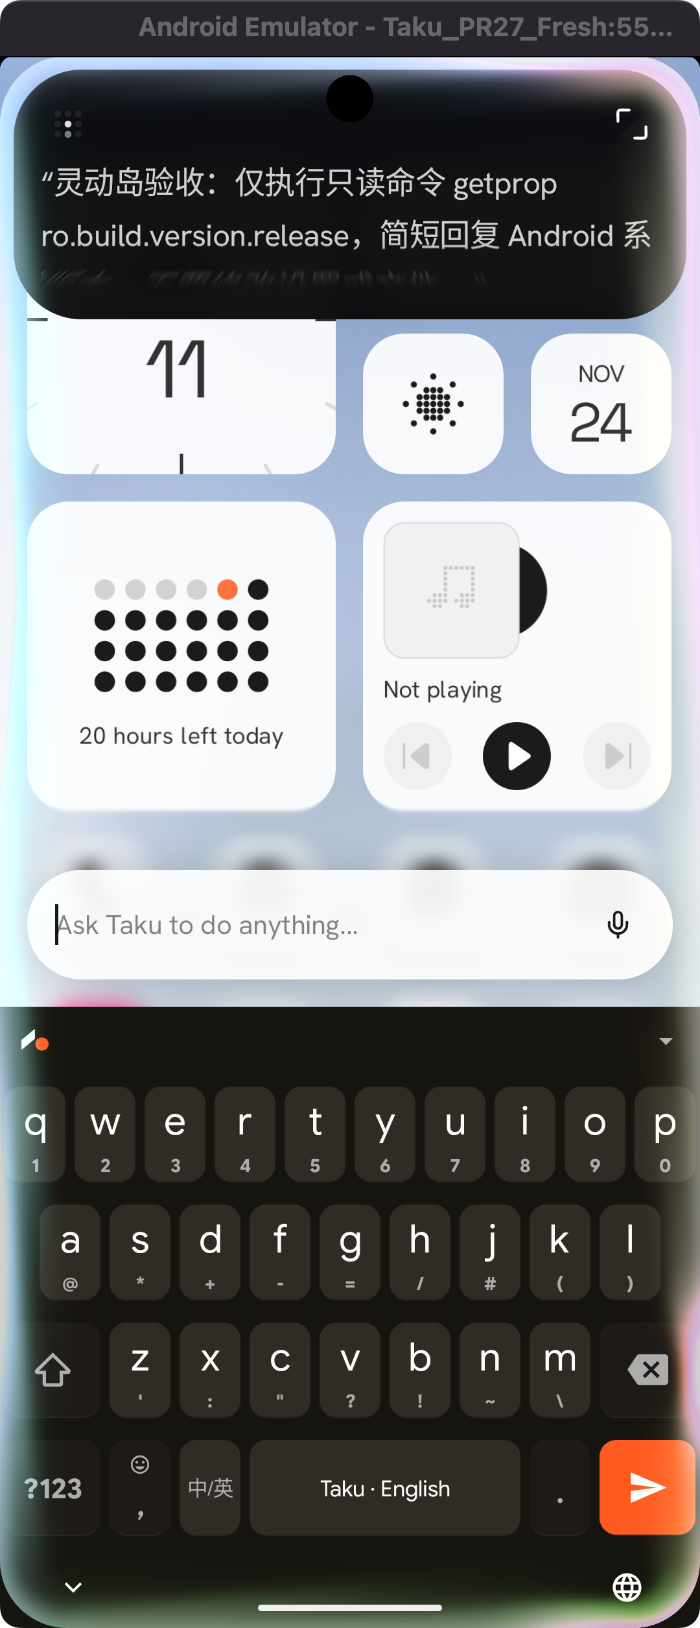 Android Emulator - Taku_PR27_Fresh:55...
“灵动岛验收：仅执行只读命令 getprop
ro.build.version.release，简短回复 Android 系
11
NOV
24
20 hours left today
Not playing
Ask Taku to do anything...
q w e r t y u i o p
1 2 3 4 5 6 7 8 9 0
a s d f g h j k l
@ * + - = / # ( )
z x c v b n m
' : " ? ! ~ \
?123 , 中/英 Taku · English .